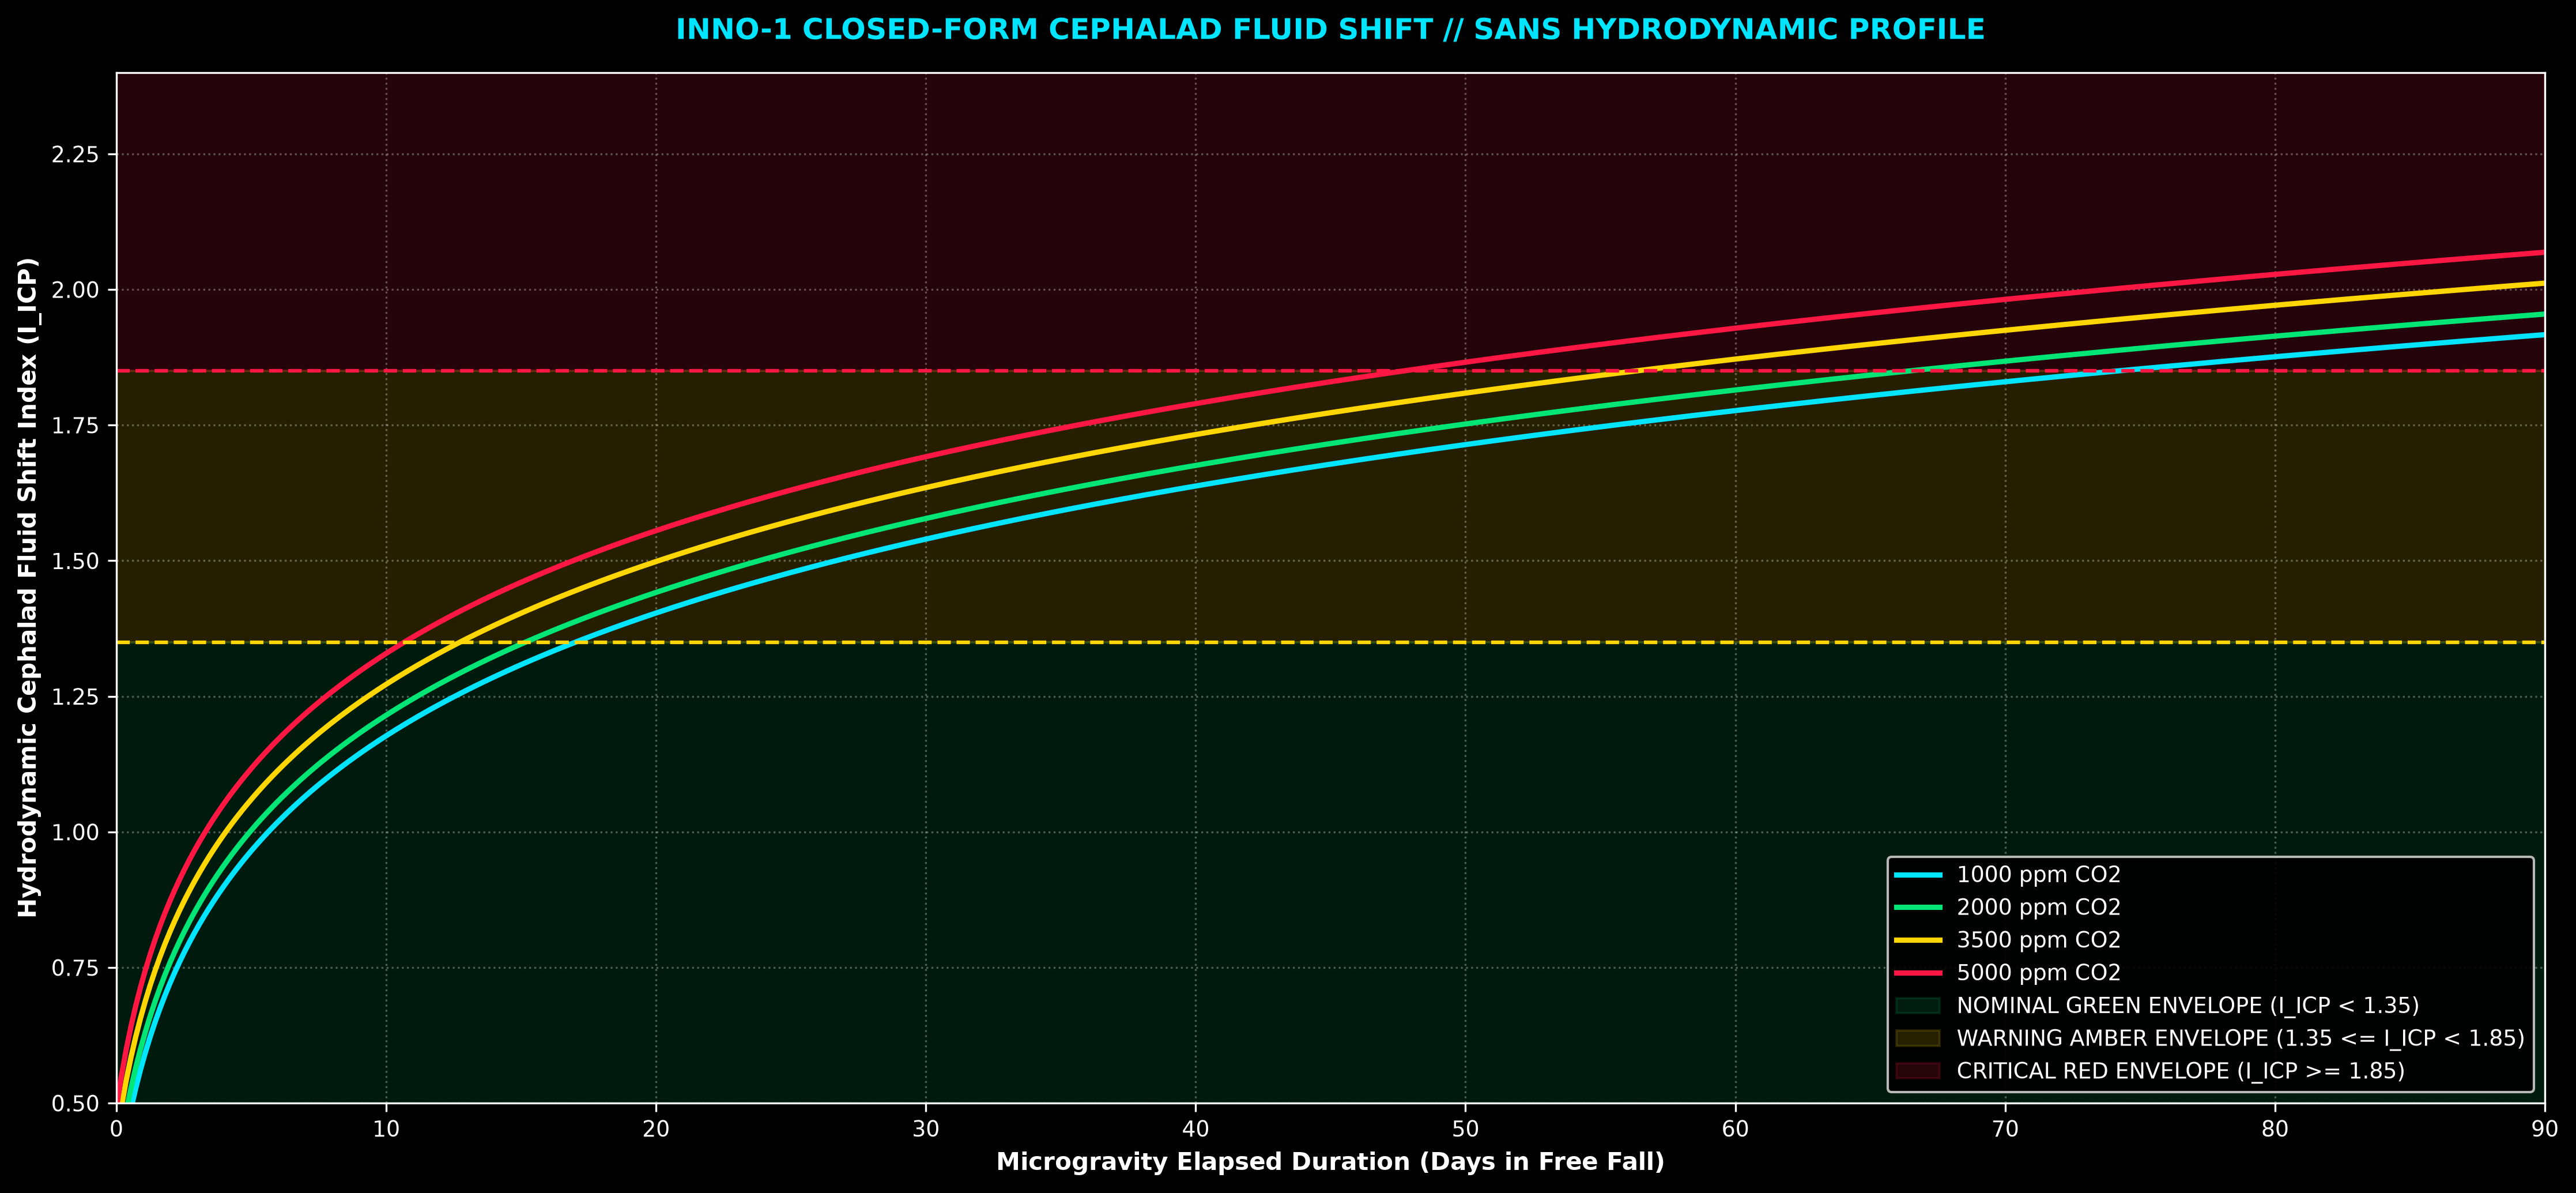 INNO-1 CLOSED-FORM CEPHALAD FLUID SHIFT // SANS HYDRODYNAMIC PROFILE
Hydrodynamic Cephalad Fluid Shift Index (I_ICP)
2.25
2.00
1.75
1.50
1.25
1.00
0.75
0.50
1000 ppm CO2
2000 ppm CO2
3500 ppm CO2
5000 ppm CO2
NOMINAL GREEN ENVELOPE (I_ICP < 1.35)
WARNING AMBER ENVELOPE (1.35 <= I_ICP < 1.85)
CRITICAL RED ENVELOPE (I_ICP >= 1.85)
0 10 20 30 40 50 60 70 80 90
Microgravity Elapsed Duration (Days in Free Fall)